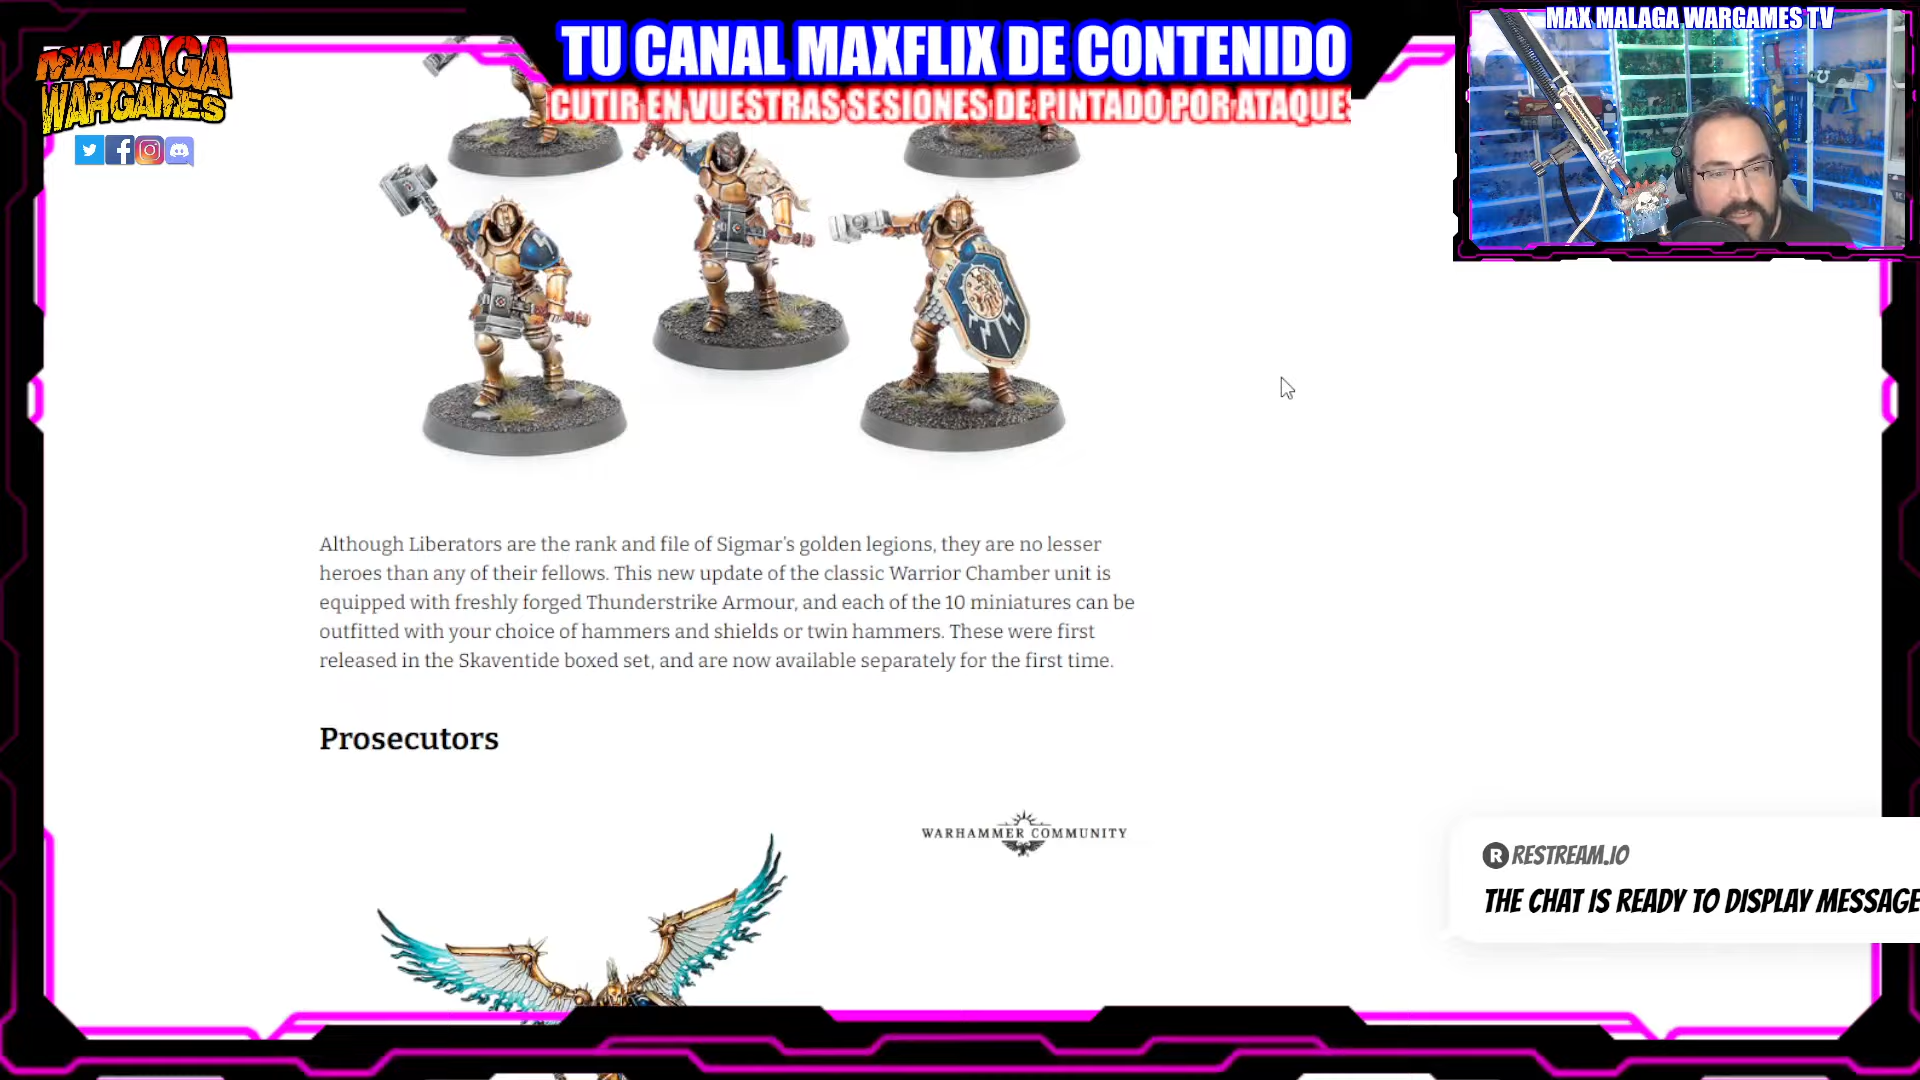 MALAGA
WARGAMES
TU CANAL MAXFLIX DE CONTENIDO
CUTIR EN VUESTRAS SESIONES DE PINTADO POR ATAQUE
MAX MALAGA WARGAMES TV
Although Liberators are the rank and file of Sigmar's golden legions, they are no lesser
heroes than any of their fellows. This new update of the classic Warrior Chamber unit is
equipped with freshly forged Thunderstrike Armour, and each of the 10 miniatures can be
outfitted with your choice of hammers and shields or twin hammers. These were first
released in the Skaventide boxed set, and are now available separately for the first time.
Prosecutors
WARHAMMER COMMUNITY
R RESTREAM.IO
THE CHAT IS READY TO DISPLAY MESSAGE